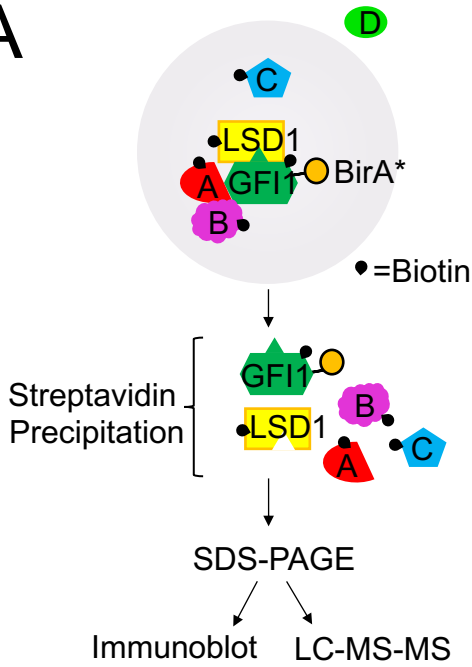 A
D
C
LSD1
A
GFI1
BirA*
B
=Biotin
GFI1
Streptavidin
Precipitation
B
LSD1
C
A
SDS-PAGE
Immunoblot
LC-MS-MS